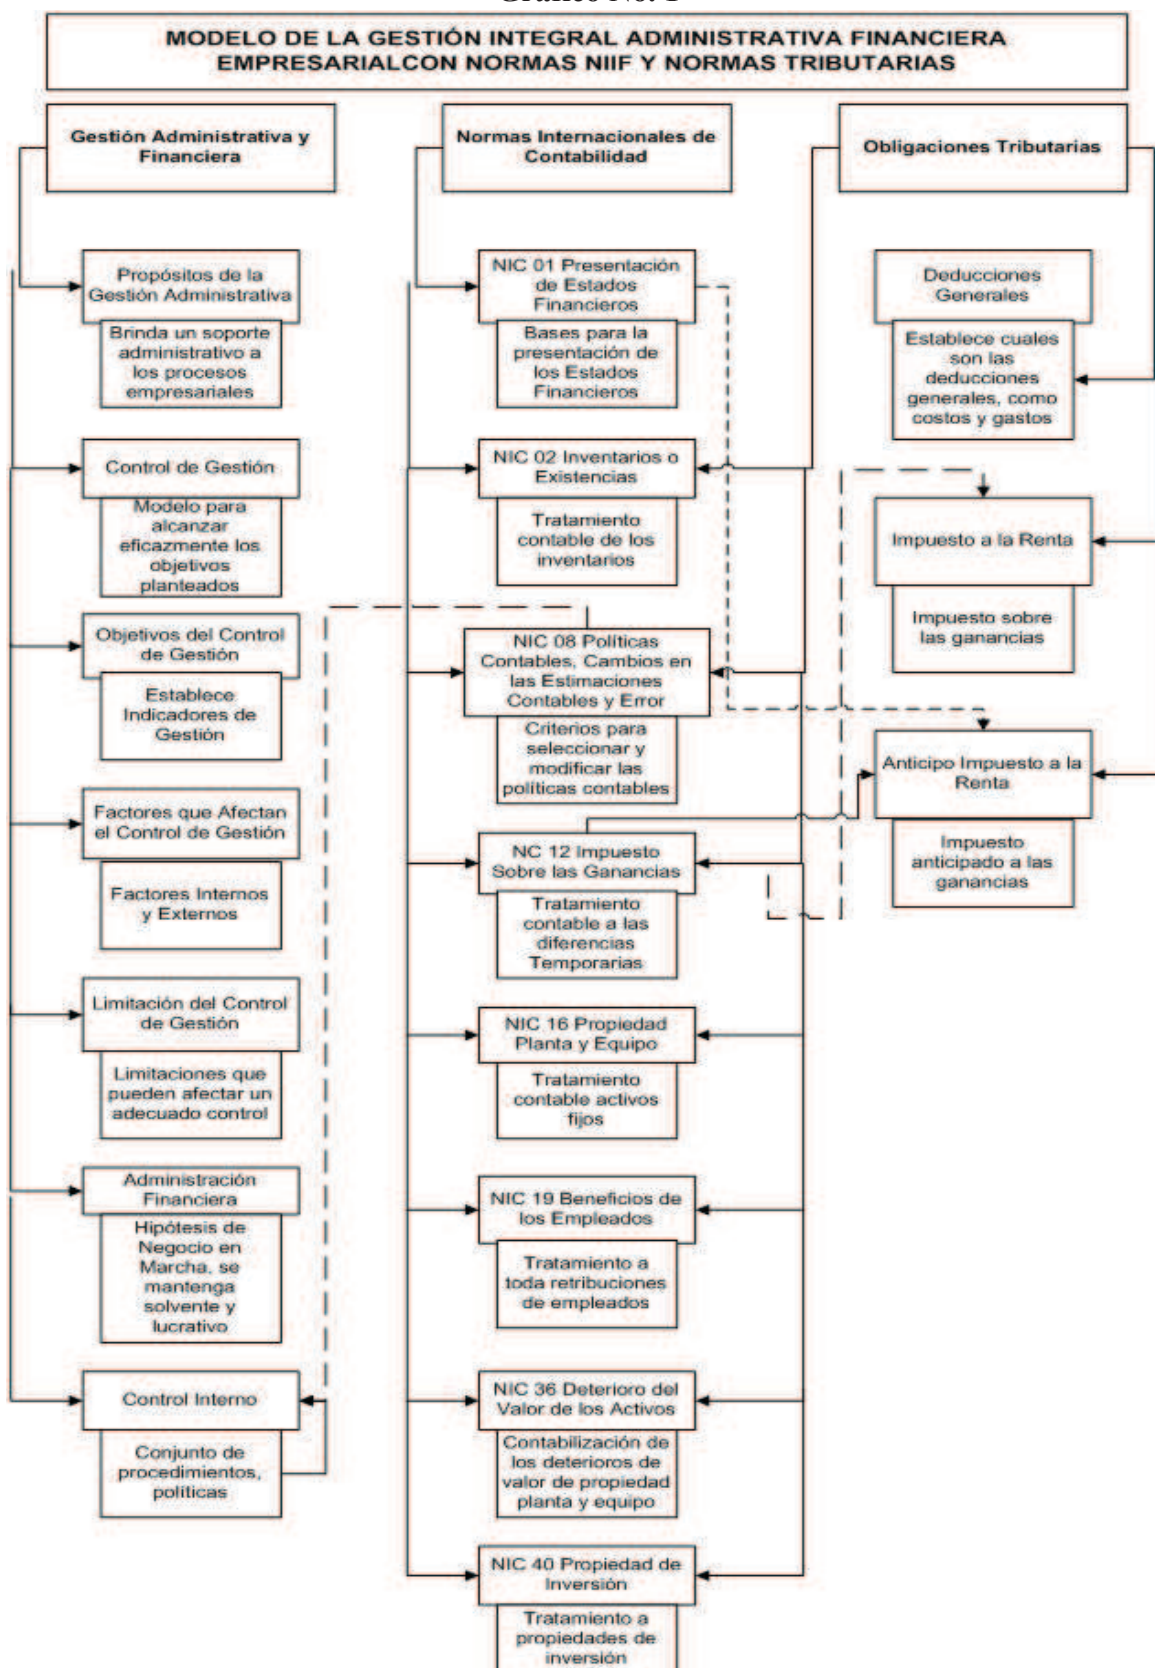 Gráfico No. 1
MODELO DE LA GESTIÓN INTEGRAL ADMINISTRATIVA FINANCIERA
EMPRESARIALCON NORMAS NIIF Y NORMAS TRIBUTARIAS
Gestión Administrativa y
Financiera
Propósitos de la
Gestión Administrativa
Brinda un soporte
administrativo a
los procesos
empresariales
Control de Gestión
Modelo para
alcanzar
eficazmente los
objetivos
planteados
Objetivos del Control
de Gestión
Establece
Indicadores de
Gestión
Factores que Afectan
el Control de Gestión
Factores Internos
y Externos
Limitación del Control
de Gestión
Limitaciones que
pueden afectar un
adecuado control
Administración
Financiera
Hipótesis de
Negocio en
Marcha, se
mantenga
solvente y
lucrativo
Control Interno
Conjunto de
procedimientos,
políticas
Normas Internacionales de
Contabilidad
NIC 01 Presentación
de Estados
Financieros
Bases para la
presentación de
los Estados
Financieros
NIC 02 Inventarios o
Existencias
Tratamiento
contable de los
inventarios
NIC 08 Políticas
Contables, Cambios en
las Estimaciones
Contables y Error
Criterios para
seleccionar y
modificar las
políticas contables
NC 12 Impuesto
Sobre las Ganancias
Tratamiento
contable a las
diferencias
Temporarias
NIC 16 Propiedad
Planta y Equipo
Tratamiento
contable activos
fijos
NIC 19 Beneficios de
los Empleados
Tratamiento a
toda retribuciones
de empleados
NIC 36 Deterioro del
Valor de los Activos
Contabilización de
los deterioros de
valor de propiedad
planta y equipo
NIC 40 Propiedad de
Inversión
Tratamiento a
propiedades de
inversión
Obligaciones Tributarias
Deducciones
Generales
Establece cuales
son las
deducciones
generales, como
costos y gastos
Impuesto a la Renta
Impuesto sobre
las ganancias
Anticipo Impuesto a la
Renta
Impuesto
anticipado a las
ganancias